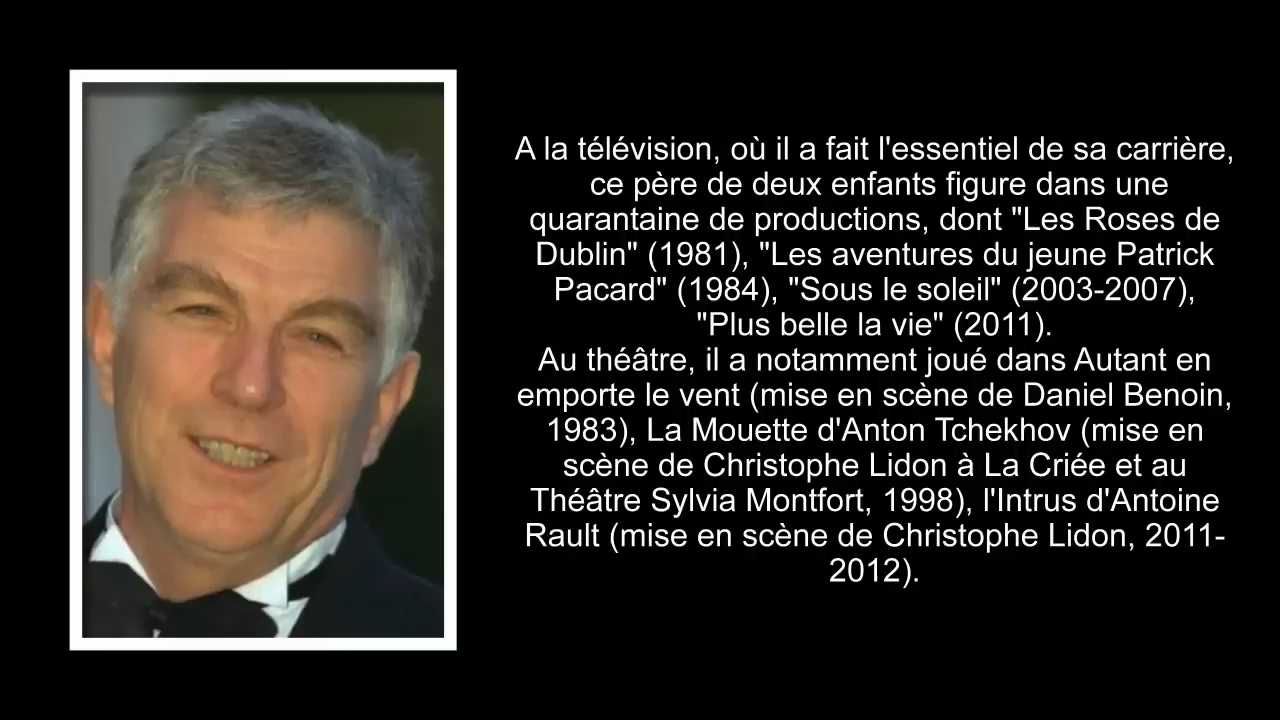 A la télévision, où il a fait l'essentiel de sa carrière,
ce père de deux enfants figure dans une
quarantaine de productions, dont "Les Roses de
Dublin" (1981), "Les aventures du jeune Patrick
Pacard" (1984), "Sous le soleil" (2003-2007),
"Plus belle la vie" (2011).
Au théâtre, il a notamment joué dans Autant en
emporte le vent (mise en scène de Daniel Benoin,
1983), La Mouette d'Anton Tchekhov (mise en
scène de Christophe Lidon à La Criée et au
Théâtre Sylvia Montfort, 1998), l'Intrus d'Antoine
Rault (mise en scène de Christophe Lidon, 2011-
2012).